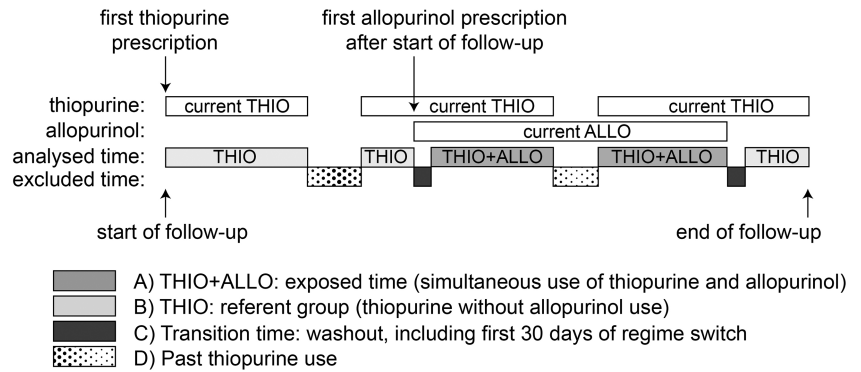 first thiopurine prescription
first allopurinol prescription after start of follow-up
thiopurine: current THIO current THIO current THIO
allopurinol: current ALLO
analysed time: THIO THIO THIO+ALLO THIO+ALLO THIO
excluded time:
start of follow-up end of follow-up
A) THIO+ALLO: exposed time (simultaneous use of thiopurine and allopurinol)
B) THIO: referent group (thiopurine without allopurinol use)
C) Transition time: washout, including first 30 days of regime switch
D) Past thiopurine use